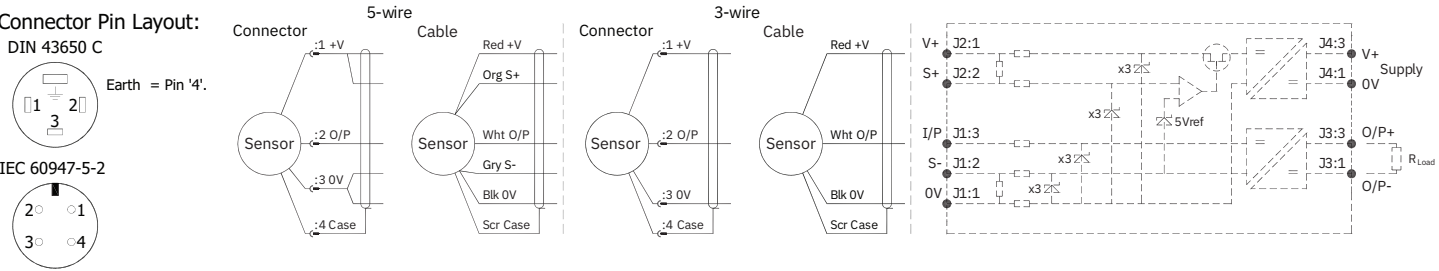 Connector Pin Layout:
DIN 43650 C
1 2
3
Earth = Pin '4'.
IEC 60947-5-2
2 1
3 4
5-wire
Connector
Sensor
:1 +V
:2 O/P
:3 0V
:4 Case
Cable
Sensor
Red +V
Org S+
Wht O/P
Gry S-
Blk 0V
Scr Case
3-wire
Connector
Sensor
:1 +V
:2 O/P
:3 0V
:4 Case
Cable
Sensor
Red +V
Wht O/P
Blk 0V
Scr Case
V+ J2:1
S+ J2:2
I/P J1:3
S- J1:2
0V J1:1
x3
x3
5Vref
x3
x3
=
=
=
=
J4:3 V+
Supply
J4:1 0V
J3:3 O/P+
RLoad
J3:1 O/P-